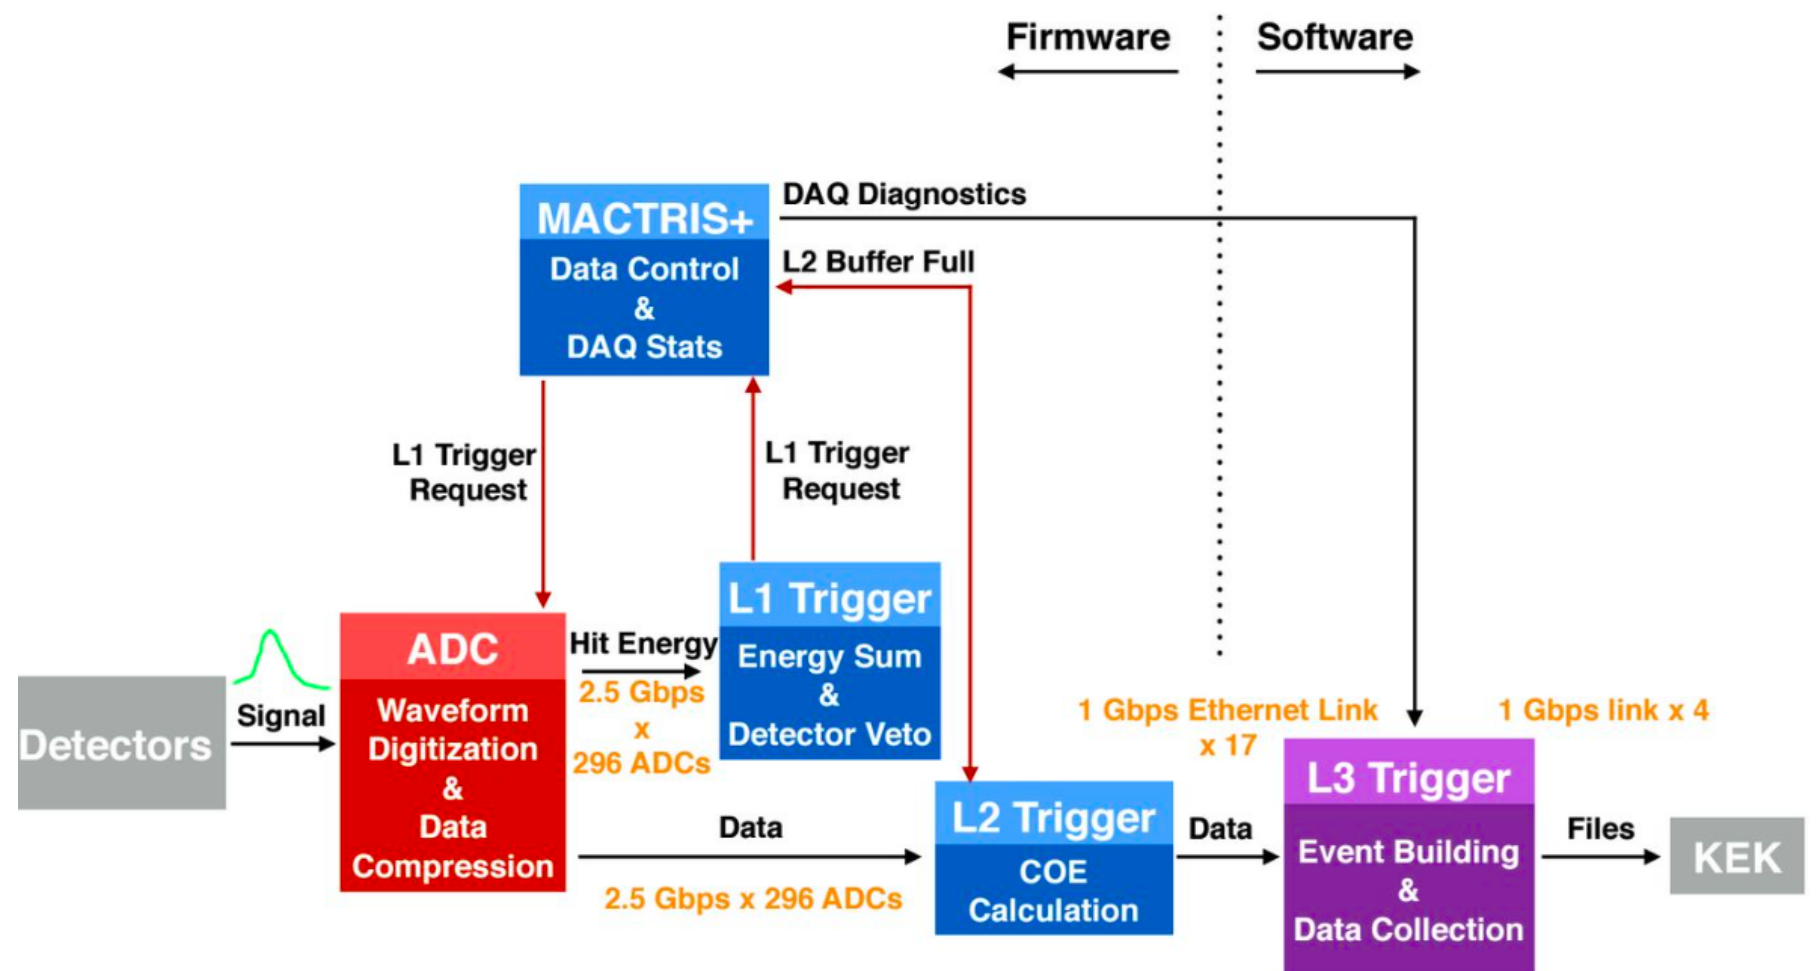 Firmware
Software
MACTRIS+
Data Control
&
DAQ Stats
DAQ Diagnostics
L2 Buffer Full
L1 Trigger
Request
L1 Trigger
Request
Detectors
Signal
ADC
Waveform
Digitization
&
Data
Compression
Hit Energy
2.5 Gbps
x
296 ADCs
L1 Trigger
Energy Sum
&
Detector Veto
Data
2.5 Gbps x 296 ADCs
L2 Trigger
COE
Calculation
Data
1 Gbps Ethernet Link
x 17
L3 Trigger
Event Building
&
Data Collection
1 Gbps link x 4
Files
KEK